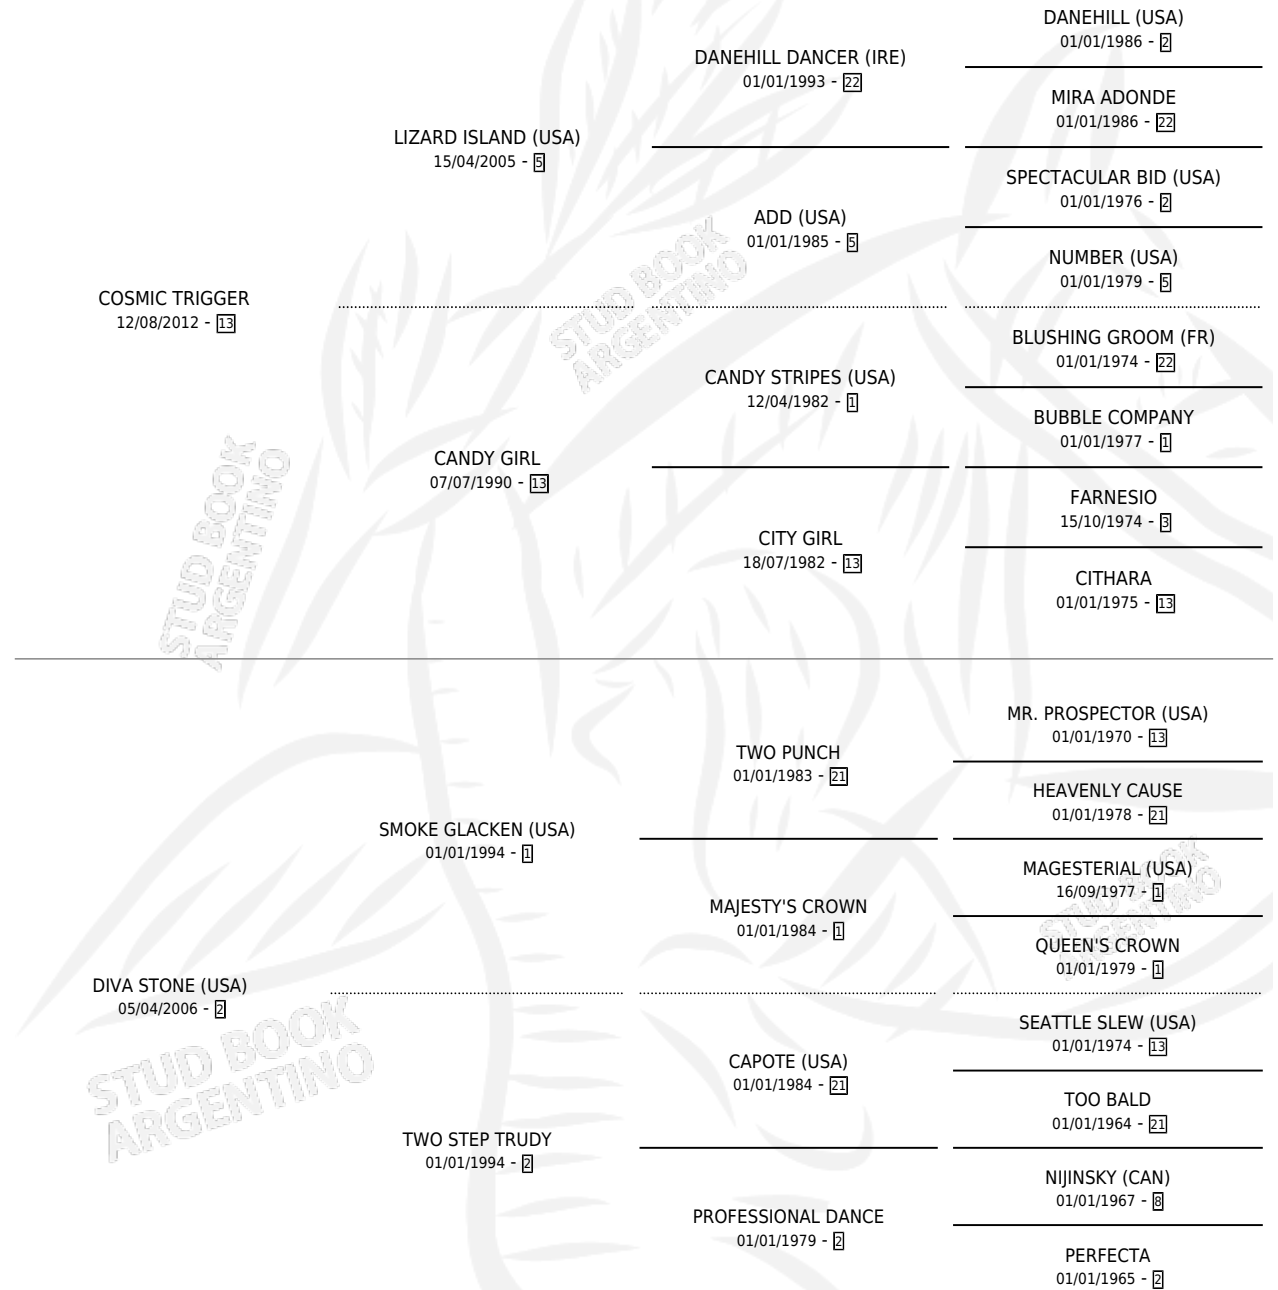 DANEHILL (USA)
01/01/1986 - 2
DANEHILL DANCER (IRE)
01/01/1993 - 22
MIRA ADONDE
01/01/1986 - 22
LIZARD ISLAND (USA)
15/04/2005 - 5
SPECTACULAR BID (USA)
01/01/1976 - 2
ADD (USA)
01/01/1985 - 5
NUMBER (USA)
01/01/1979 - 5
COSMIC TRIGGER
12/08/2012 - 13
BLUSHING GROOM (FR)
01/01/1974 - 22
CANDY STRIPES (USA)
12/04/1982 - 1
BUBBLE COMPANY
01/01/1977 - 1
CANDY GIRL
07/07/1990 - 13
FARNESIO
15/10/1974 - 3
CITY GIRL
18/07/1982 - 13
CITHARA
01/01/1975 - 13
STUD BOOK
ARGENTINO
STUD BOOK
ARGENTINO
MR. PROSPECTOR (USA)
01/01/1970 - 13
TWO PUNCH
01/01/1983 - 21
HEAVENLY CAUSE
01/01/1978 - 21
SMOKE GLACKEN (USA)
01/01/1994 - 1
MAGESTERIAL (USA)
16/09/1977 - 1
MAJESTY'S CROWN
01/01/1984 - 1
QUEEN'S CROWN
01/01/1979 - 1
STUD BOOK
ARGENTINO
DIVA STONE (USA)
05/04/2006 - 2
SEATTLE SLEW (USA)
01/01/1974 - 13
CAPOTE (USA)
01/01/1984 - 21
TOO BALD
01/01/1964 - 21
TWO STEP TRUDY
01/01/1994 - 2
NIJINSKY (CAN)
01/01/1967 - 8
PROFESSIONAL DANCE
01/01/1979 - 2
PERFECTA
01/01/1965 - 2
STUD BOOK
ARGENTINO